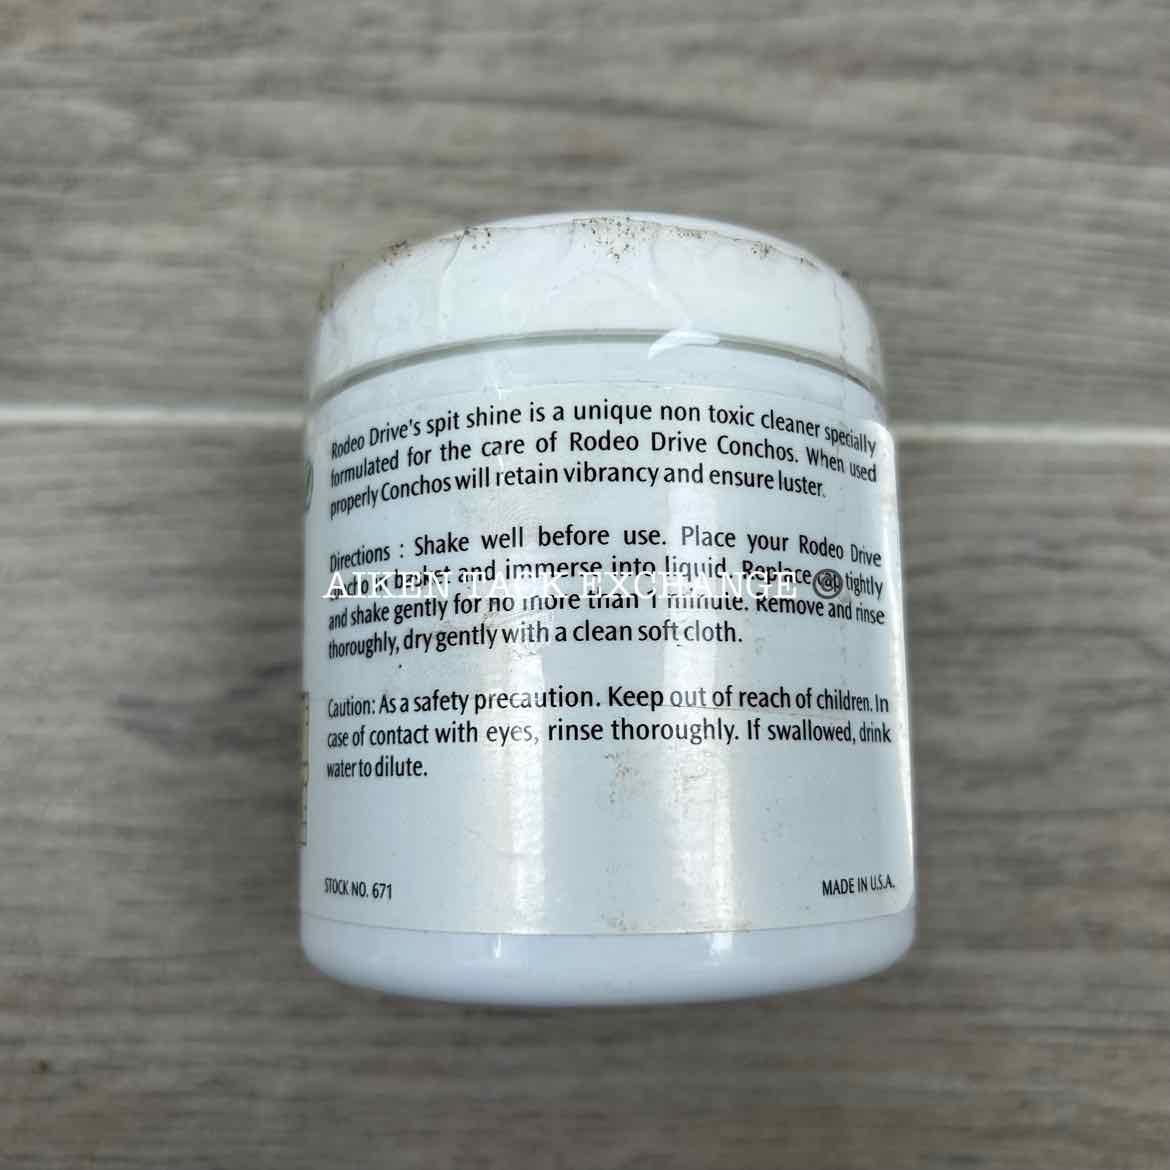 Rodeo Drive's spit shine is a unique non toxic cleaner specially
formulated for the care of Rodeo Drive Conchos. When used
properly Conchos will retain vibrancy and ensure luster.
Directions : Shake well before use. Place your Rodeo Drive
basket and immerse into liquid. Replace cap tightly
AIKEN TACK EXCHANGE
and shake gently for no more than 1 minute. Remove and rinse
thoroughly, dry gently with a clean soft cloth.
Caution: As a safety precaution. Keep out of reach of children. In
case of contact with eyes, rinse thoroughly. If swallowed, drink
water to dilute.
STOCK NO. 671
MADE IN U.S.A.